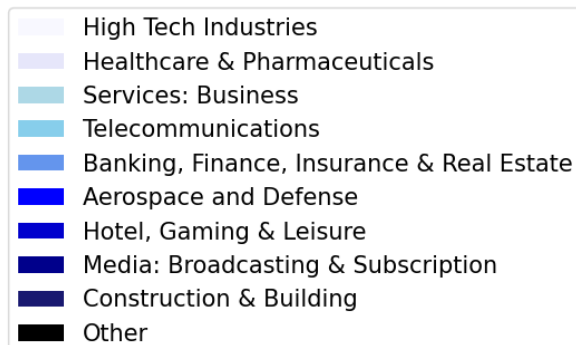 High Tech Industries
Healthcare & Pharmaceuticals
Services: Business
Telecommunications
Banking, Finance, Insurance & Real Estate
Aerospace and Defense
Hotel, Gaming & Leisure
Media: Broadcasting & Subscription
Construction & Building
Other